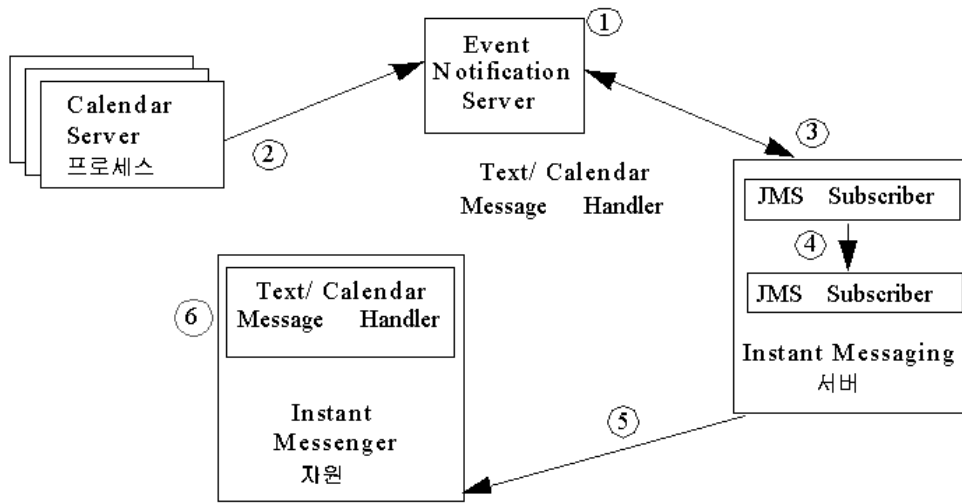 ①
Event
Notification
Server
Calendar
Server
프로세스
②
③
Text/ Calendar
Message Handler
JMS Subscriber
④
JMS Subscriber
Instant Messaging
서버
⑤
⑥
Text/ Calendar
Message Handler
Instant
Messenger
자원